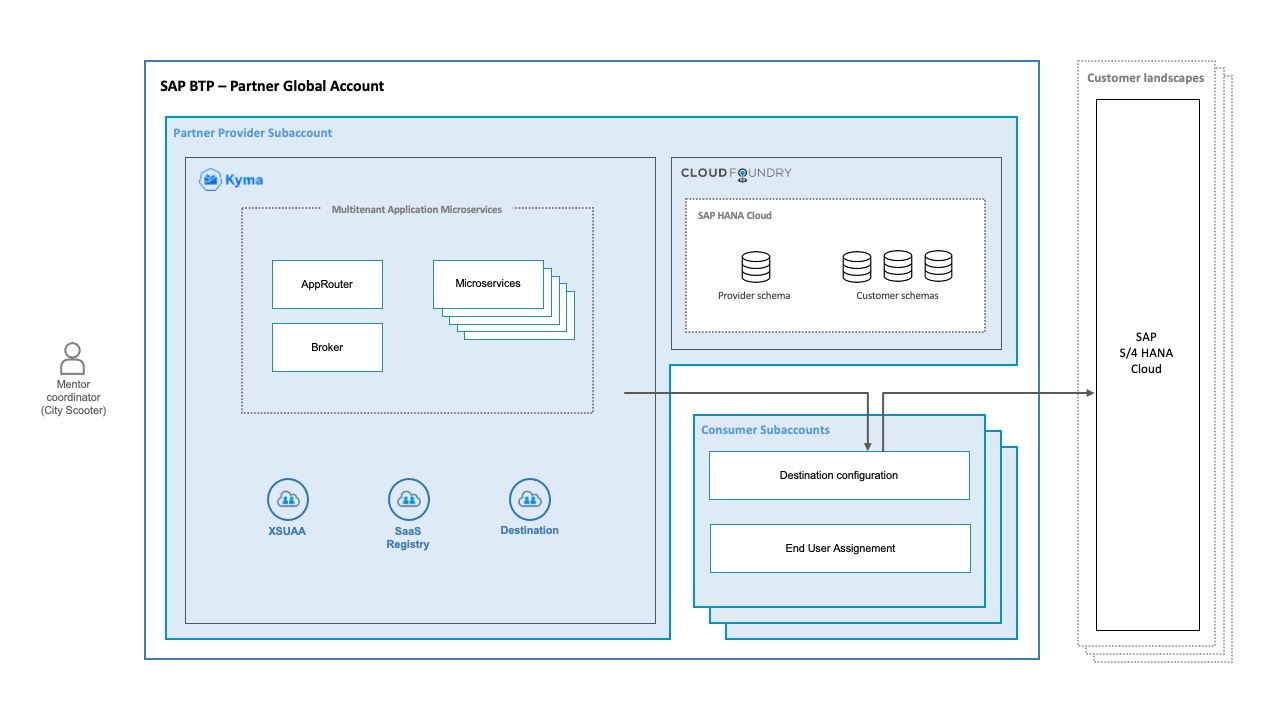 SAP BTP – Partner Global Account
Customer landscapes
Partner Provider Subaccount
Kyma
CLOUD FOUNDRY
Multitenant Application Microservices
SAP HANA Cloud
AppRouter
Microservices
Provider schema
Customer schemas
Broker
SAP
S/4 HANA
Cloud
Mentor
coordinator
(City Scooter)
Consumer Subaccounts
Destination configuration
XSUAA
SaaS
Registry
Destination
End User Assignement